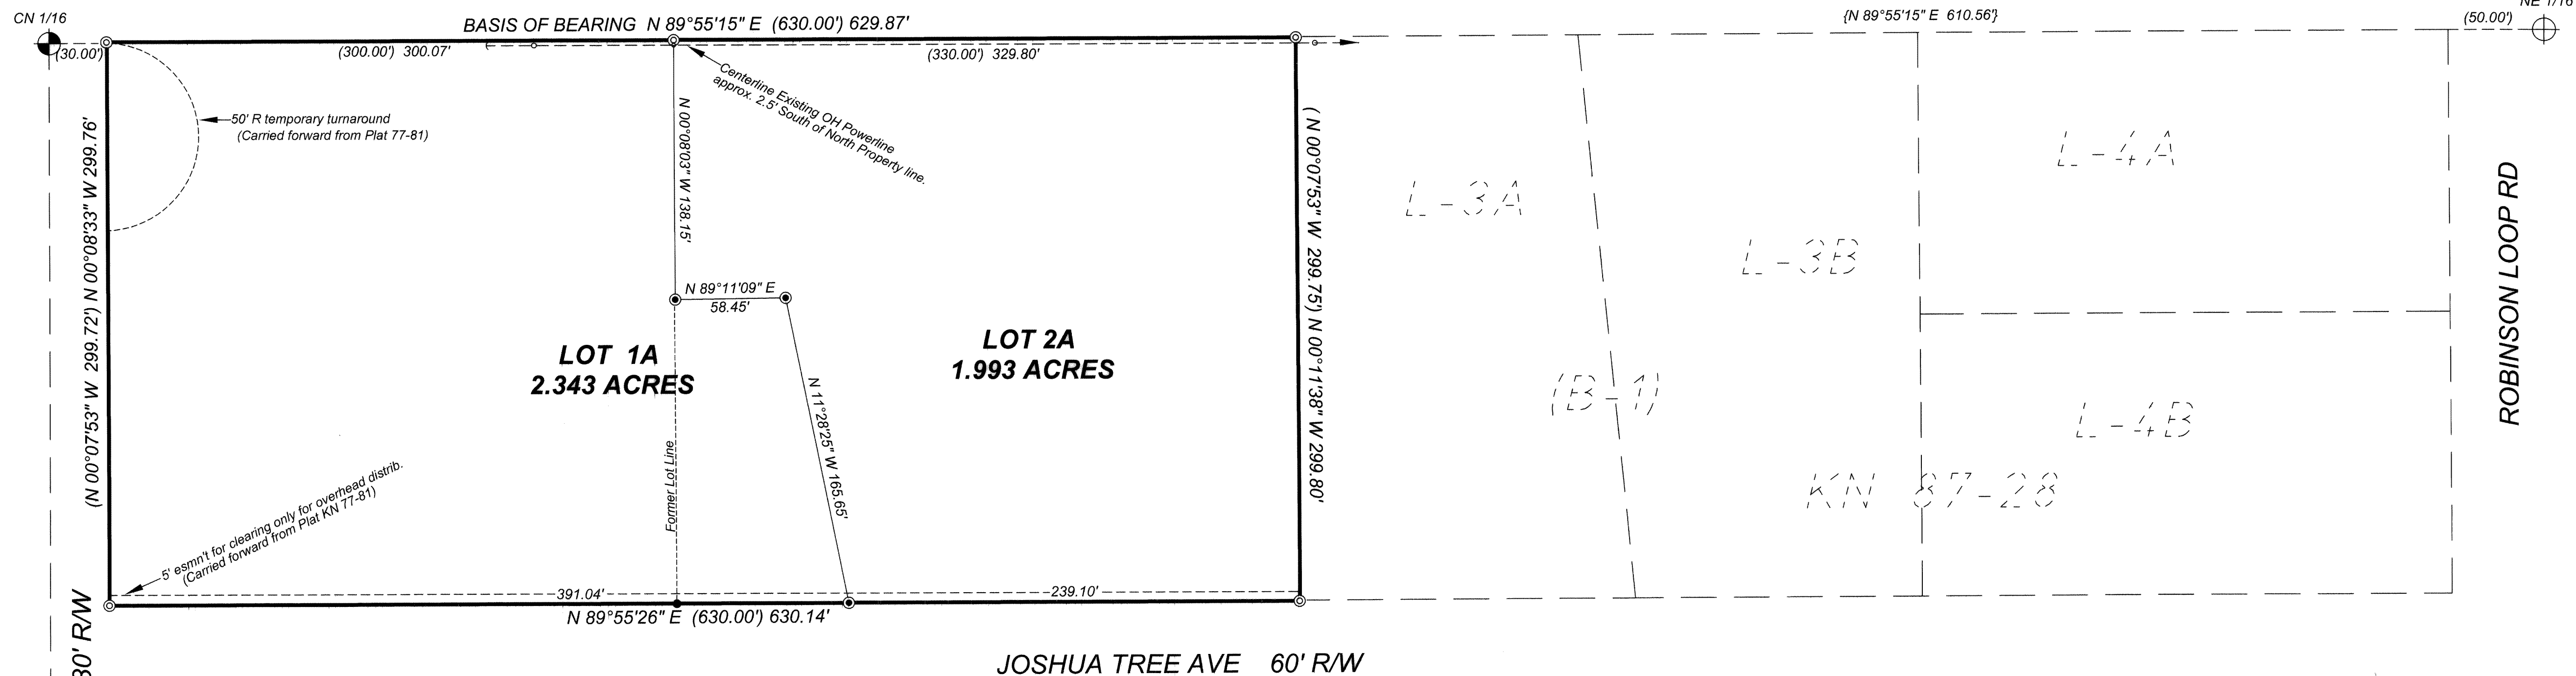 CN 1/16
BASIS OF BEARING N 89°55'15" E (630.00') 629.87'
{N 89°55'15" E 610.56'}
NE 1/16
(50.00')
(30.00')
(300.00') 300.07'
(330.00') 329.80'
Centerline Existing OH Powerline
approx. 2.5' South of North Property line.
50' R temporary turnaround
(Carried forward from Plat 77-81)
(N 00°07'53" W 299.72') N 00°08'33" W 299.76'
N 00°08'03" W 138.15'
(N 00°07'53" W 299.75') N 00°11'38" W 299.80'
L-3A
L-3B
L-4A
L-4B
(B-1)
KN 87-28
ROBINSON LOOP RD
N 89°11'09" E
58.45'
LOT 1A
2.343 ACRES
LOT 2A
1.993 ACRES
N 11°28'25" W 165.65'
Former Lot Line
5' esmn't for clearing only for overhead distrib.
(Carried forward from Plat KN 77-81)
391.04'
239.10'
N 89°55'26" E (630.00') 630.14'
30' R/W
JOSHUA TREE AVE 60' R/W